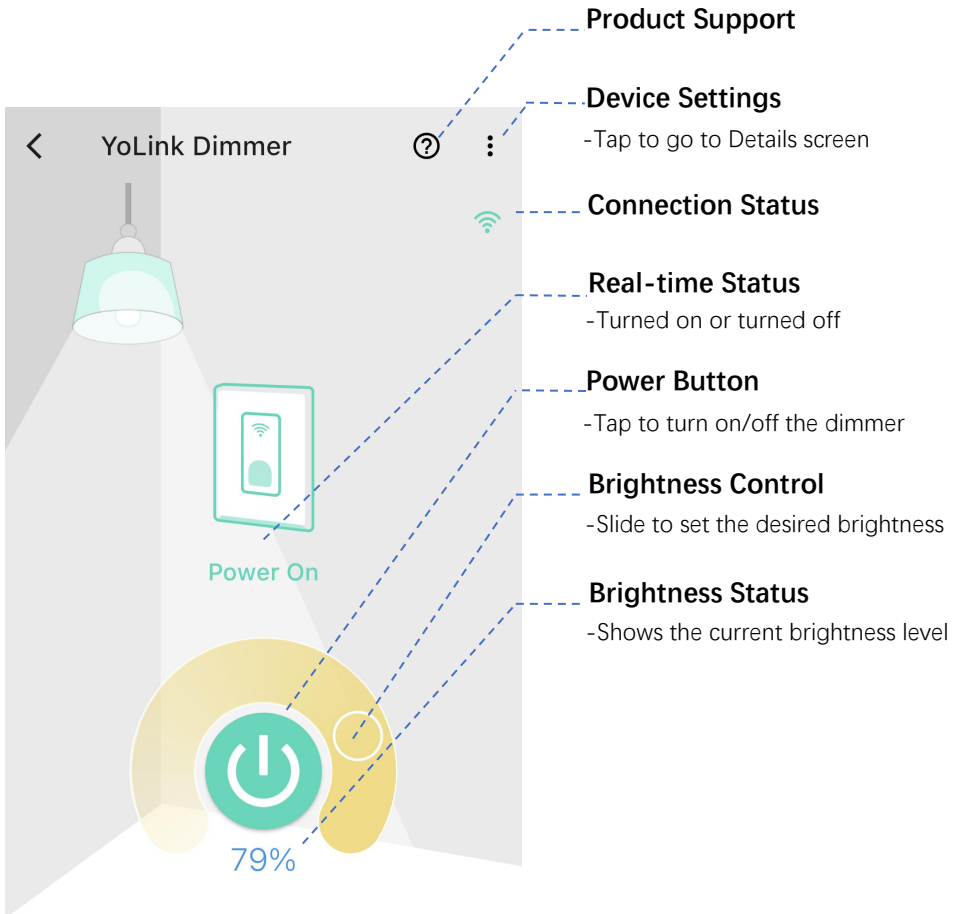 Product Support
Device Settings
-Tap to go to Details screen
YoLink Dimmer
Connection Status
Real-time Status
-Turned on or turned off
Power Button
-Tap to turn on/off the dimmer
Brightness Control
-Slide to set the desired brightness
Power On
Brightness Status
-Shows the current brightness level
79%